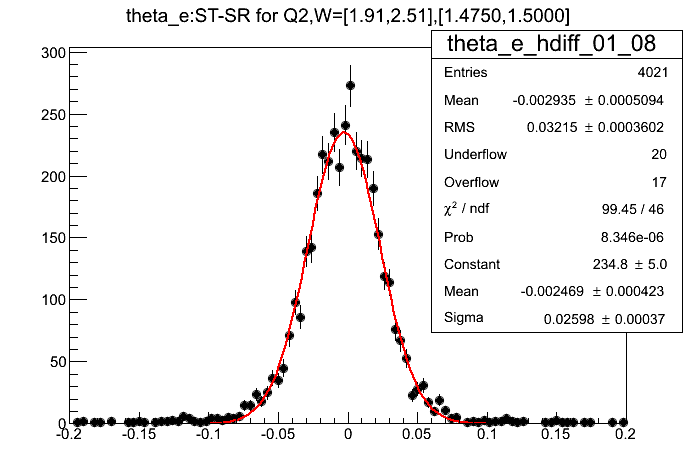 theta_e:ST-SR for Q2,W=[1.91,2.51],[1.4750,1.5000]
theta_e_hdiff_01_08
Entries 4021
Mean -0.002935 ± 0.0005094
RMS 0.03215 ± 0.0003602
Underflow 20
Overflow 17
χ² / ndf 99.45 / 46
Prob 8.346e-06
Constant 234.8 ± 5.0
Mean -0.002469 ± 0.000423
Sigma 0.02598 ± 0.00037
300
250
200
150
100
50
0
-0.2 -0.15 -0.1 -0.05 0 0.05 0.1 0.15 0.2